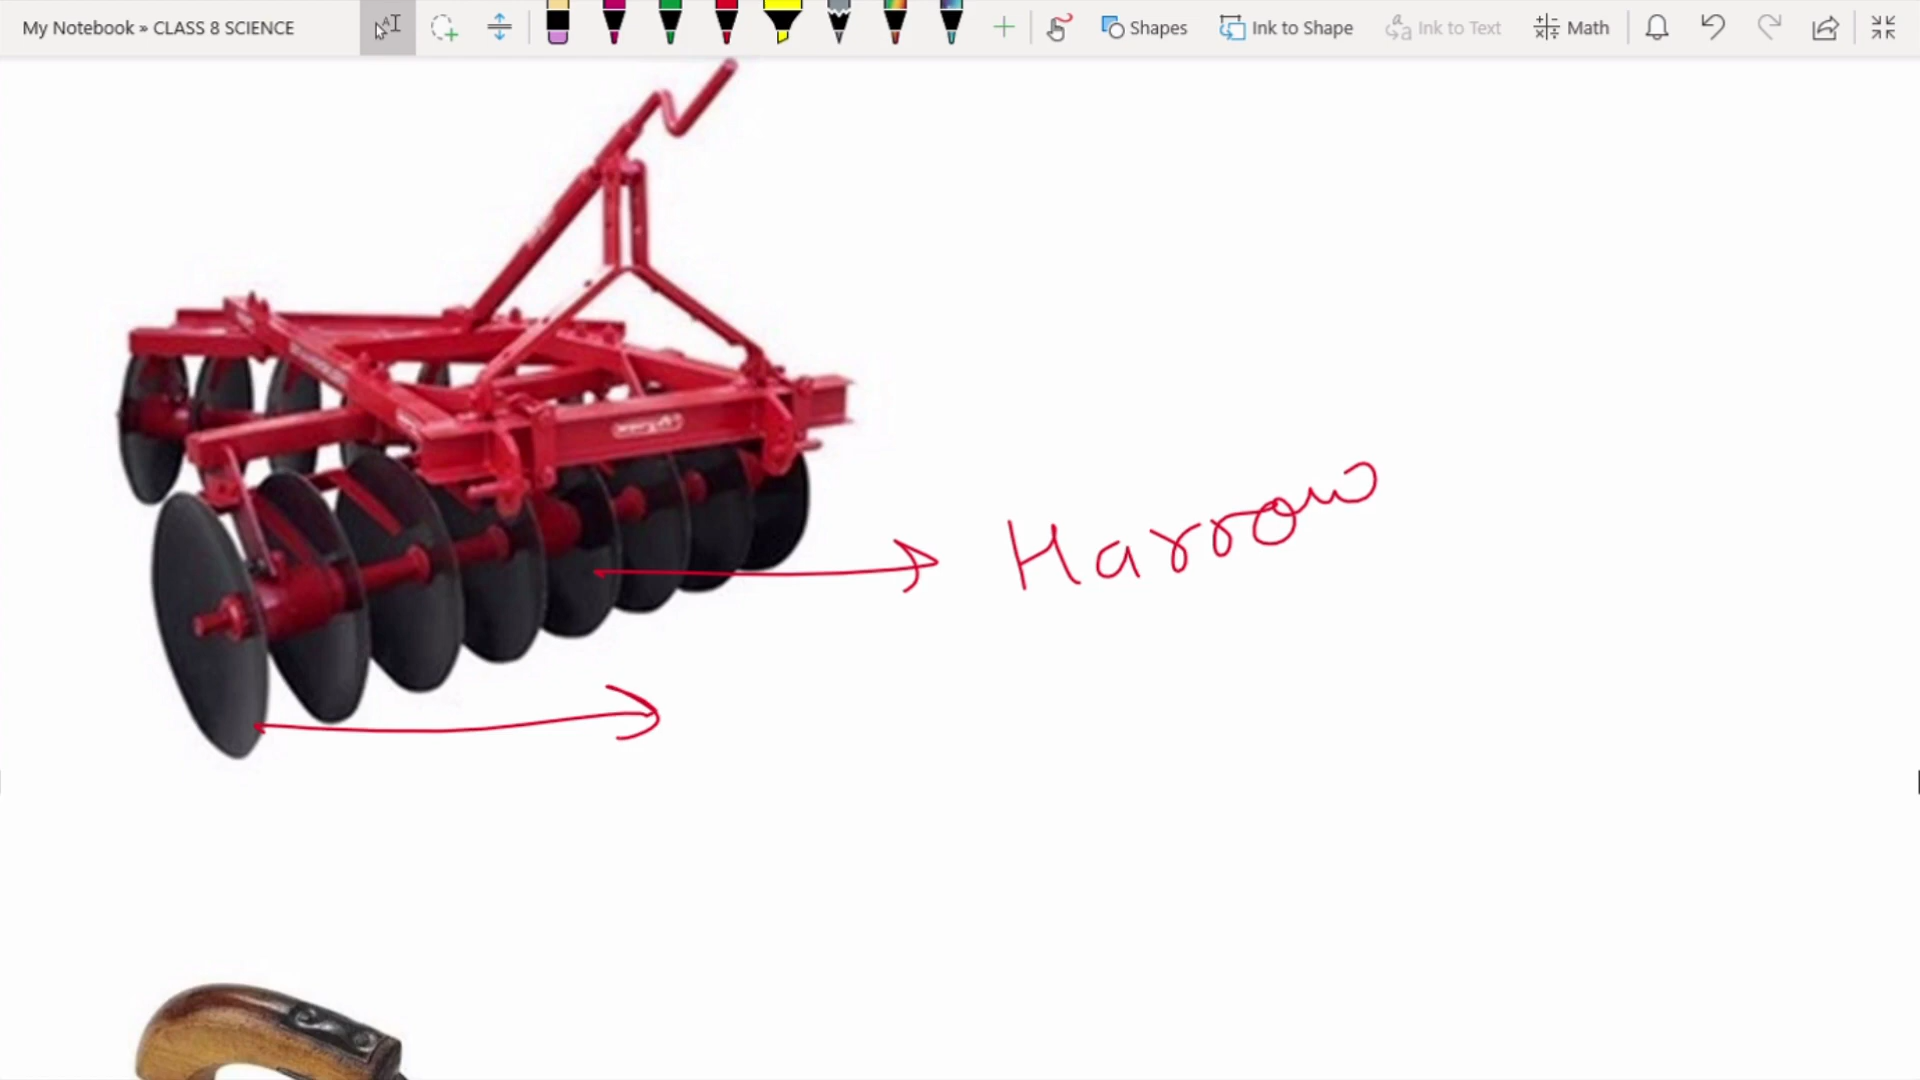 My Notebook » CLASS 8 SCIENCE
Shapes
Ink to Shape
Ink to Text
Math
Harrow